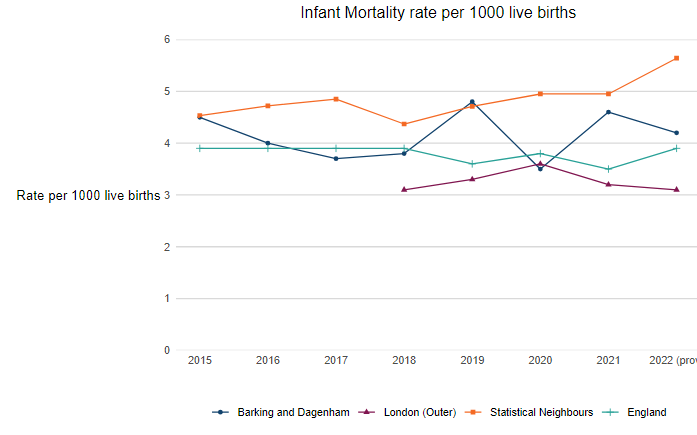 Infant Mortality rate per 1000 live births
6
5
4
Rate per 1000 live births 3
2
1
0
2015 2016 2017 2018 2019 2020 2021 2022 (prov
Barking and Dagenham London (Outer) Statistical Neighbours England